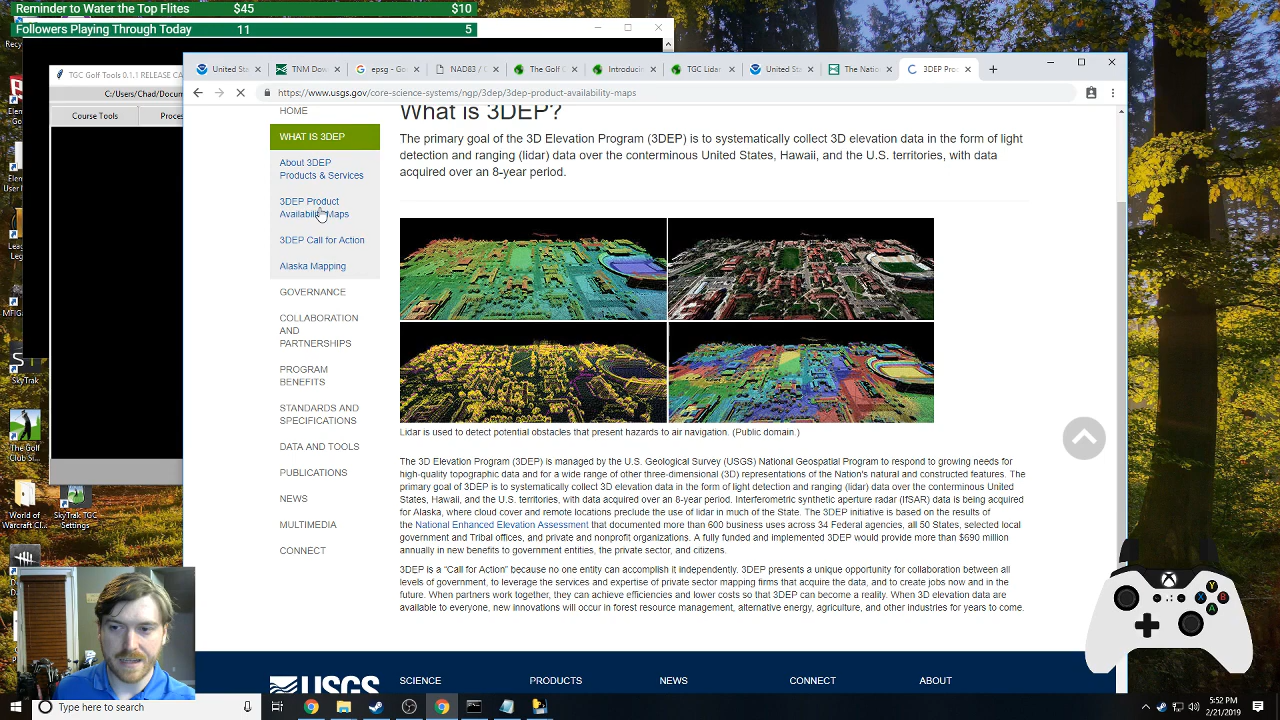 Reminder to Water the Top Flites $45 $10
Followers Playing Through Today 11 5
TGC Golf Tools 0.1.1 RELEASE CA
C:/Users/Chad/Docum
Course Tools
Proces
United Sta
TNM Dow
epsg - Go
NAD83 / C
The Golf C
Introducin
TGC Lidar
United Sta
The Nation
3DEP Pro
https://www.usgs.gov/core-science-systems/ngp/3dep/3dep-product-availability-maps
HOME
WHAT IS 3DEP
About 3DEP
Products & Services
3DEP Product
Availability Maps
3DEP Call for Action
Alaska Mapping
GOVERNANCE
COLLABORATION
AND
PARTNERSHIPS
PROGRAM
BENEFITS
STANDARDS AND
SPECIFICATIONS
DATA AND TOOLS
PUBLICATIONS
NEWS
MULTIMEDIA
CONNECT
What is 3DEP?
The primary goal of the 3D Elevation Program (3DEP) is to systematically collect 3D elevation data in the form of light
detection and ranging (lidar) data over the conterminous United States, Hawaii, and the U.S. territories, with data
acquired over an 8-year period.
Lidar is used to detect potential obstacles that present hazards to air navigation. (Public domain.)
The 3D Elevation Program (3DEP) is managed by the U.S. Geological Survey (USGS) National Geospatial Program to respond to growing needs for
high-quality topographic data and for a wide range of other three-dimensional (3D) representations of the Nation's natural and constructed features. The
primary goal of 3DEP is to systematically collect 3D elevation data in the form of light detection and ranging (lidar) data over the conterminous United
States, Hawaii, and the U.S. territories, with data acquired over an 8-year period. Interferometric synthetic aperture radar (IfSAR) data is being acquired
for Alaska, where cloud cover and remote locations preclude the use of lidar in much of the State. The 3DEP initiative is based on the results of
the National Enhanced Elevation Assessment that documented more than 600 business uses across 34 Federal agencies, all 50 States, selected local
government and Tribal offices, and private and nonprofit organizations. A fully funded and implemented 3DEP would provide more than $690 million
annually in new benefits to government entities, the private sector, and citizens.
3DEP is a "Call for Action" because no one entity can accomplish it independently. 3DEP presents a unique opportunity for collaboration between all
levels of government, to leverage the services and expertise of private sector mapping firms that acquire the data, and to create jobs now and in the
future. When partners work together, they can achieve efficiencies and lower costs so that 3DEP can become a reality. When 3D elevation data are
available to everyone, new innovations will occur in forest resource management, alternative energy, agriculture, and other industries for years to come.
USGS
SCIENCE
PRODUCTS
NEWS
CONNECT
ABOUT
SkyTrak
The Golf
Club Si...
World of
Warcraft
TGC
Settings
Y
X
B
A
Type here to search
5:52 PM
2/21/2019